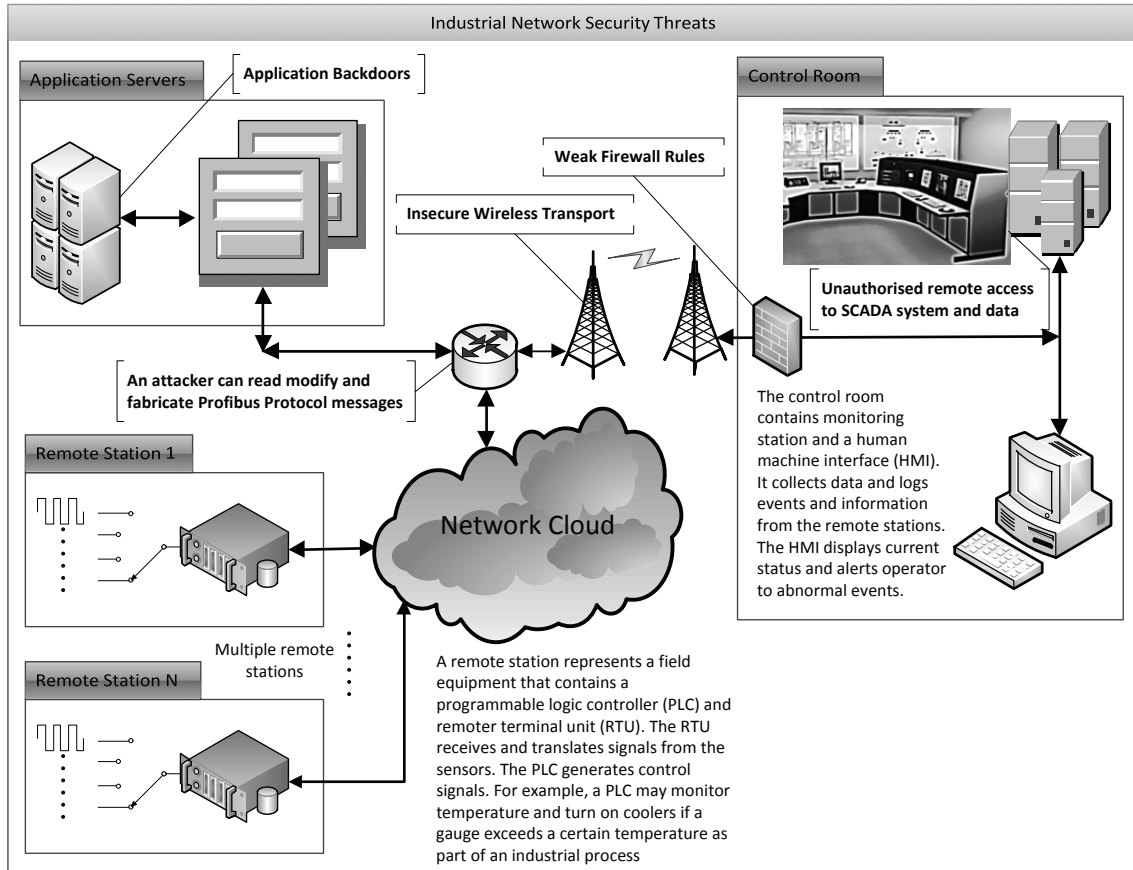 Industrial Network Security Threats
Application Servers
Application Backdoors
Control Room
Weak Firewall Rules
Insecure Wireless Transport
Unauthorised remote access
to SCADA system and data
An attacker can read modify and
fabricate Profibus Protocol messages
The control room
contains monitoring
station and a human
machine interface (HMI).
It collects data and logs
events and information
from the remote stations.
The HMI displays current
status and alerts operator
to abnormal events.
Remote Station 1
Network Cloud
Multiple remote
stations
Remote Station N
A remote station represents a field
equipment that contains a
programmable logic controller (PLC) and
remoter terminal unit (RTU). The RTU
receives and translates signals from the
sensors. The PLC generates control
signals. For example, a PLC may monitor
temperature and turn on coolers if a
gauge exceeds a certain temperature as
part of an industrial process